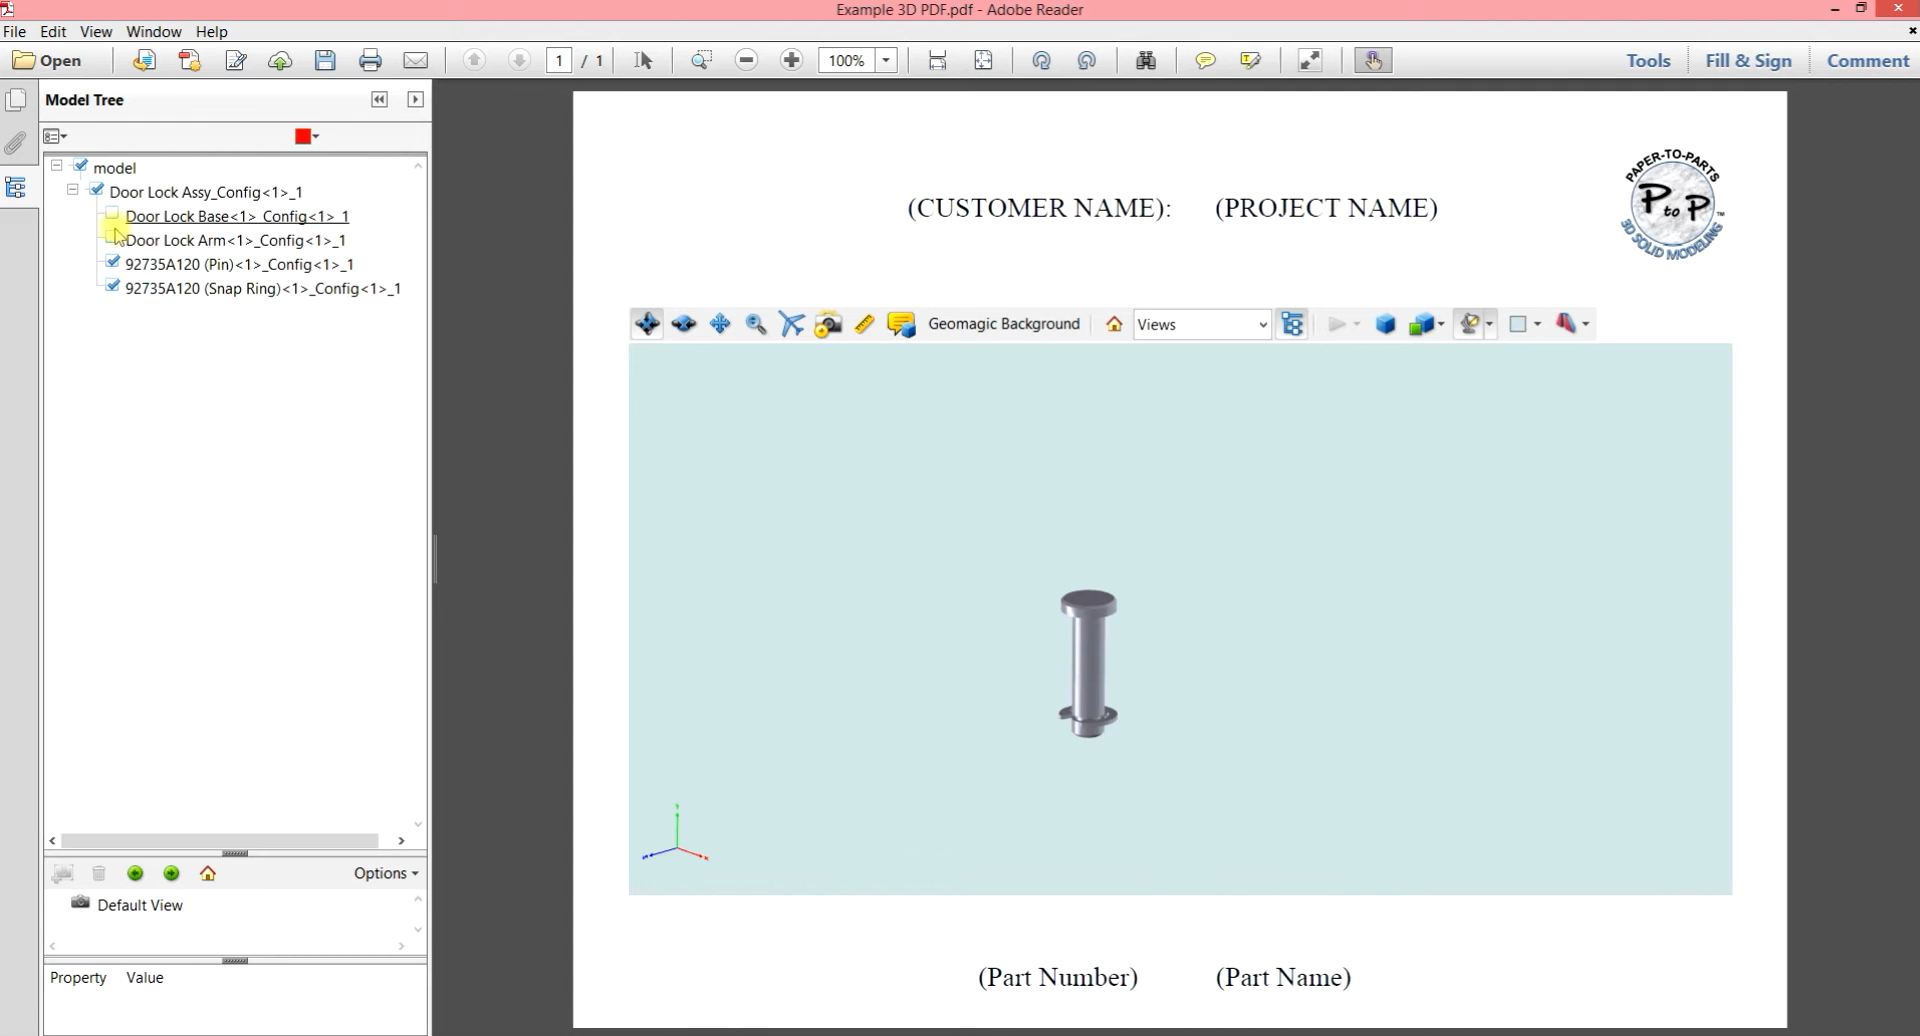 Example 3D PDF.pdf - Adobe Reader
File Edit View Window Help
Open 1 / 1 100% Tools Fill & Sign Comment
Model Tree
model
Door Lock Assy_Config<1>_1
Door Lock Base<1>_Config<1>_1
Door Lock Arm<1>_Config<1>_1
92735A120 (Pin)<1>_Config<1>_1
92735A120 (Snap Ring)<1>_Config<1>_1
Options
Default View
Property Value
(CUSTOMER NAME): (PROJECT NAME)
PAPER-TO-PARTS
P to P
TM
3D SOLID MODELING
Geomagic Background Views
(Part Number) (Part Name)